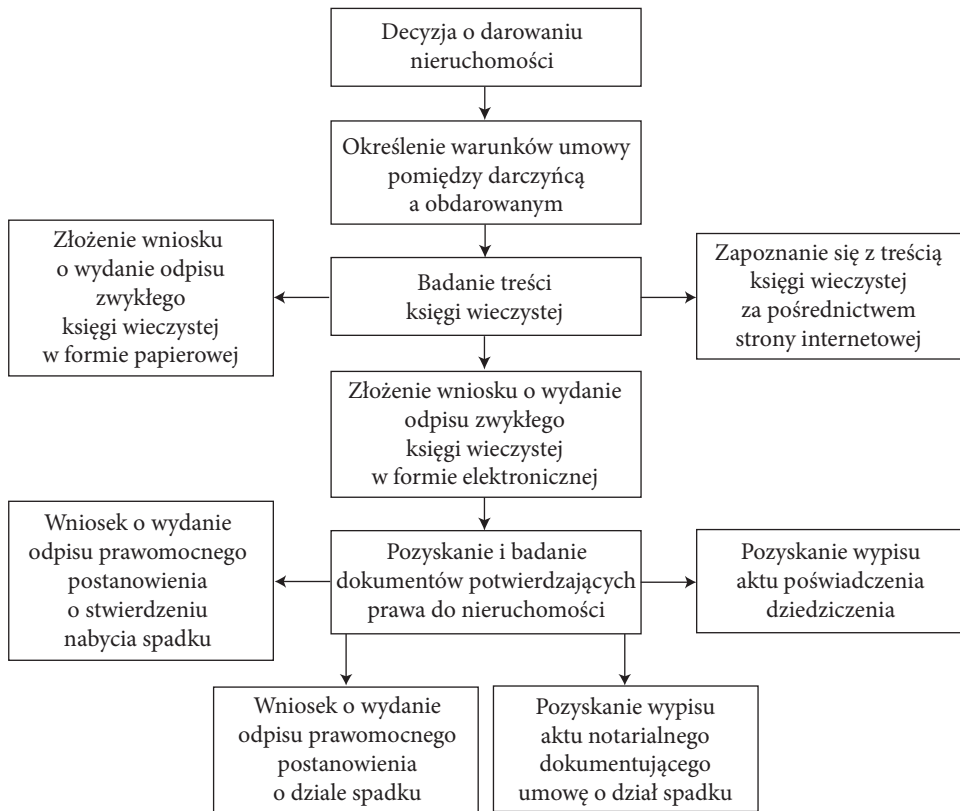 Decyzja o darowaniu
nieruchomości
Określenie warunków umowy
pomiędzy darczyńcą
a obdarowanym
Złożenie wniosku
o wydanie odpisu
zwykłego
księgi wieczystej
w formie papierowej
Badanie treści
księgi wieczystej
Zapoznanie się z treścią
księgi wieczystej
za pośrednictwem
strony internetowej
Złożenie wniosku o wydanie
odpisu zwykłego
księgi wieczystej
w formie elektronicznej
Wniosek o wydanie
odpisu prawomocnego
postanowienia
o stwierdzeniu
nabycia spadku
Pozyskanie i badanie
dokumentów potwierdzających
prawa do nieruchomości
Pozyskanie wypisu
aktu poświadczenia
dziedziczenia
Wniosek o wydanie
odpisu prawomocnego
postanowienia
o dziale spadku
Pozyskanie wypisu
aktu notarialnego
dokumentującego
umowę o dział spadku